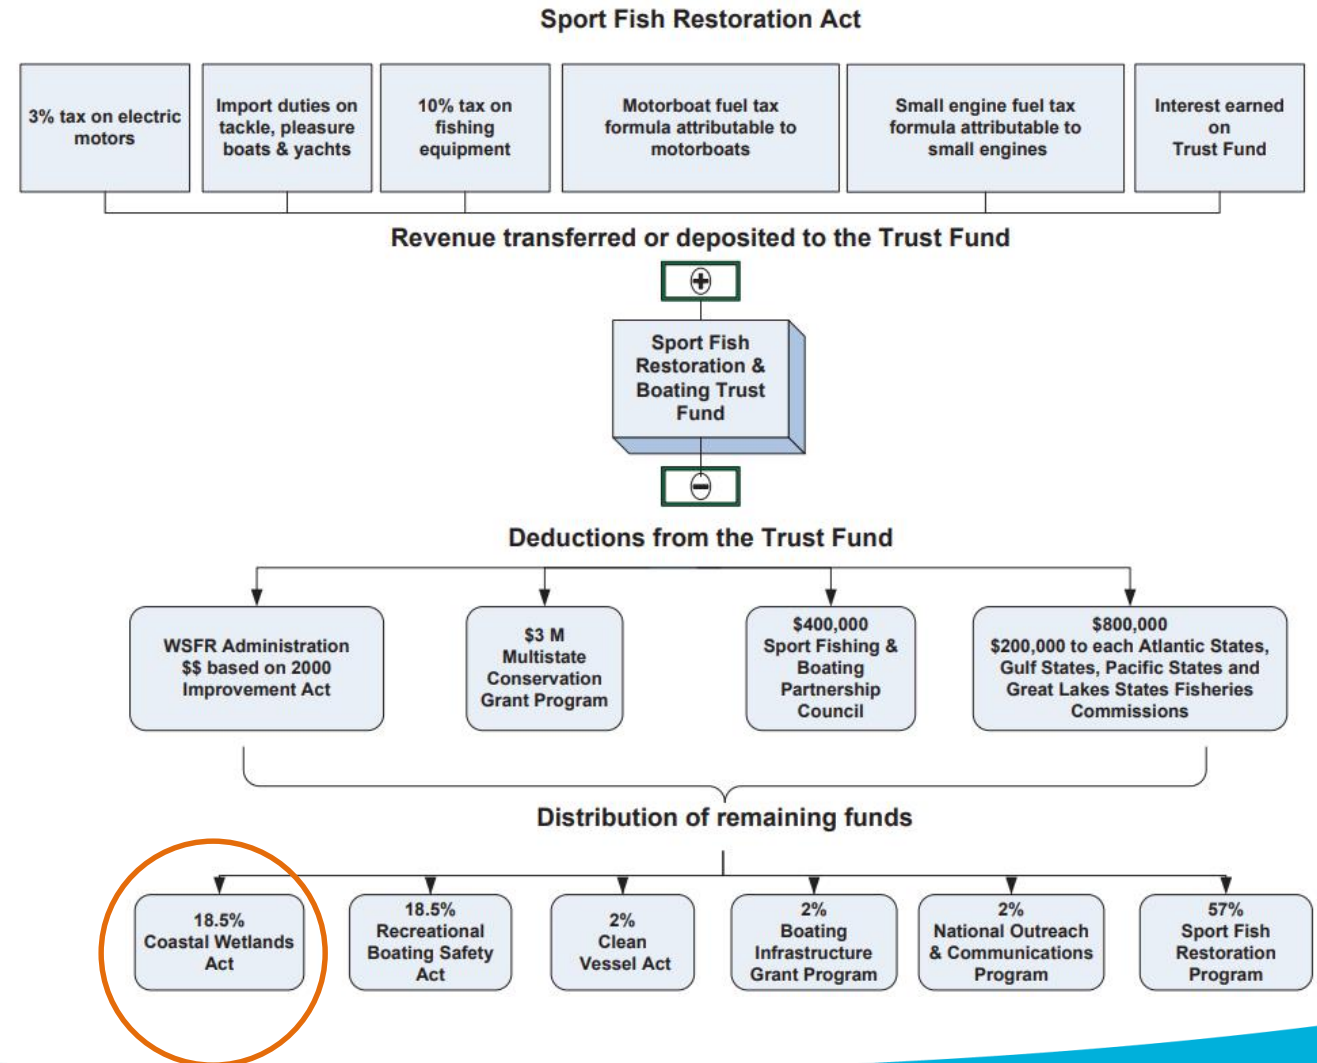 Sport Fish Restoration Act
3% tax on electric
motors
Import duties on
tackle, pleasure
boats & yachts
10% tax on
fishing
equipment
Motorboat fuel tax
formula attributable to
motorboats
Small engine fuel tax
formula attributable to
small engines
Interest earned
on
Trust Fund
Revenue transferred or deposited to the Trust Fund
+
Sport Fish
Restoration &
Boating Trust
Fund
−
Deductions from the Trust Fund
WSFR Administration
$$ based on 2000
Improvement Act
$3 M
Multistate
Conservation
Grant Program
$400,000
Sport Fishing &
Boating
Partnership
Council
$800,000
$200,000 to each Atlantic States,
Gulf States, Pacific States and
Great Lakes States Fisheries
Commissions
Distribution of remaining funds
18.5%
Coastal Wetlands
Act
18.5%
Recreational
Boating Safety
Act
2%
Clean
Vessel Act
2%
Boating
Infrastructure
Grant Program
2%
National Outreach
& Communications
Program
57%
Sport Fish
Restoration
Program